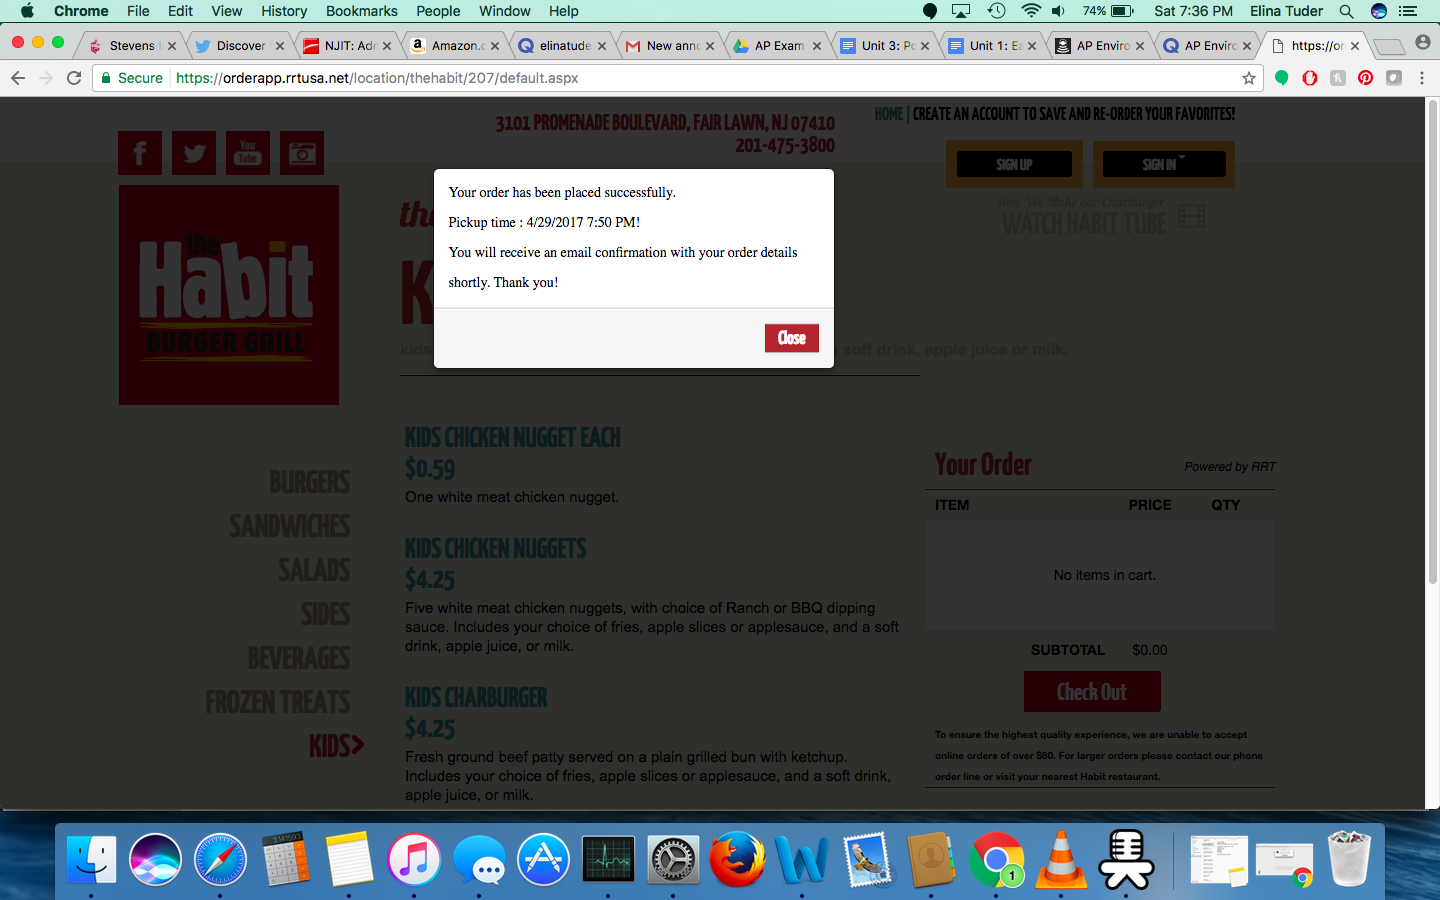 Chrome File Edit View History Bookmarks People Window Help 74% Sat 7:36 PM Elina Tuder
Stevens Discover NJIT: Adr Amazon.c elinatude New anno AP Exam Unit 3: Po Unit 1: Ea AP Enviro AP Enviro https://or
Secure https://orderapp.rrtusa.net/location/thehabit/207/default.aspx
3101 PROMENADE BOULEVARD, FAIR LAWN, NJ 07410
201-475-3800
HOME | CREATE AN ACCOUNT TO SAVE AND RE-ORDER YOUR FAVORITES!
SIGN UP SIGN IN
How We Make our Charburger
WATCH HABIT TUBE
f You Tube
the
Habit
BURGER GRILL
the
K
kids
soft drink, apple juice or milk.
Your order has been placed successfully.
Pickup time : 4/29/2017 7:50 PM!
You will receive an email confirmation with your order details
shortly. Thank you!
Close
BURGERS
SANDWICHES
SALADS
SIDES
BEVERAGES
FROZEN TREATS
KIDS
KIDS CHICKEN NUGGET EACH
$0.59
One white meat chicken nugget.
KIDS CHICKEN NUGGETS
$4.25
Five white meat chicken nuggets, with choice of Ranch or BBQ dipping
sauce. Includes your choice of fries, apple slices or applesauce, and a soft
drink, apple juice, or milk.
KIDS CHARBURGER
$4.25
Fresh ground beef patty served on a plain grilled bun with ketchup.
Includes your choice of fries, apple slices or applesauce, and a soft drink,
apple juice, or milk.
Your Order Powered by RRT
ITEM PRICE QTY
No items in cart.
SUBTOTAL $0.00
Check Out
To ensure the highest quality experience, we are unable to accept
online orders of over $80. For larger orders please contact our phone
order line or visit your nearest Habit restaurant.
3.141503
1